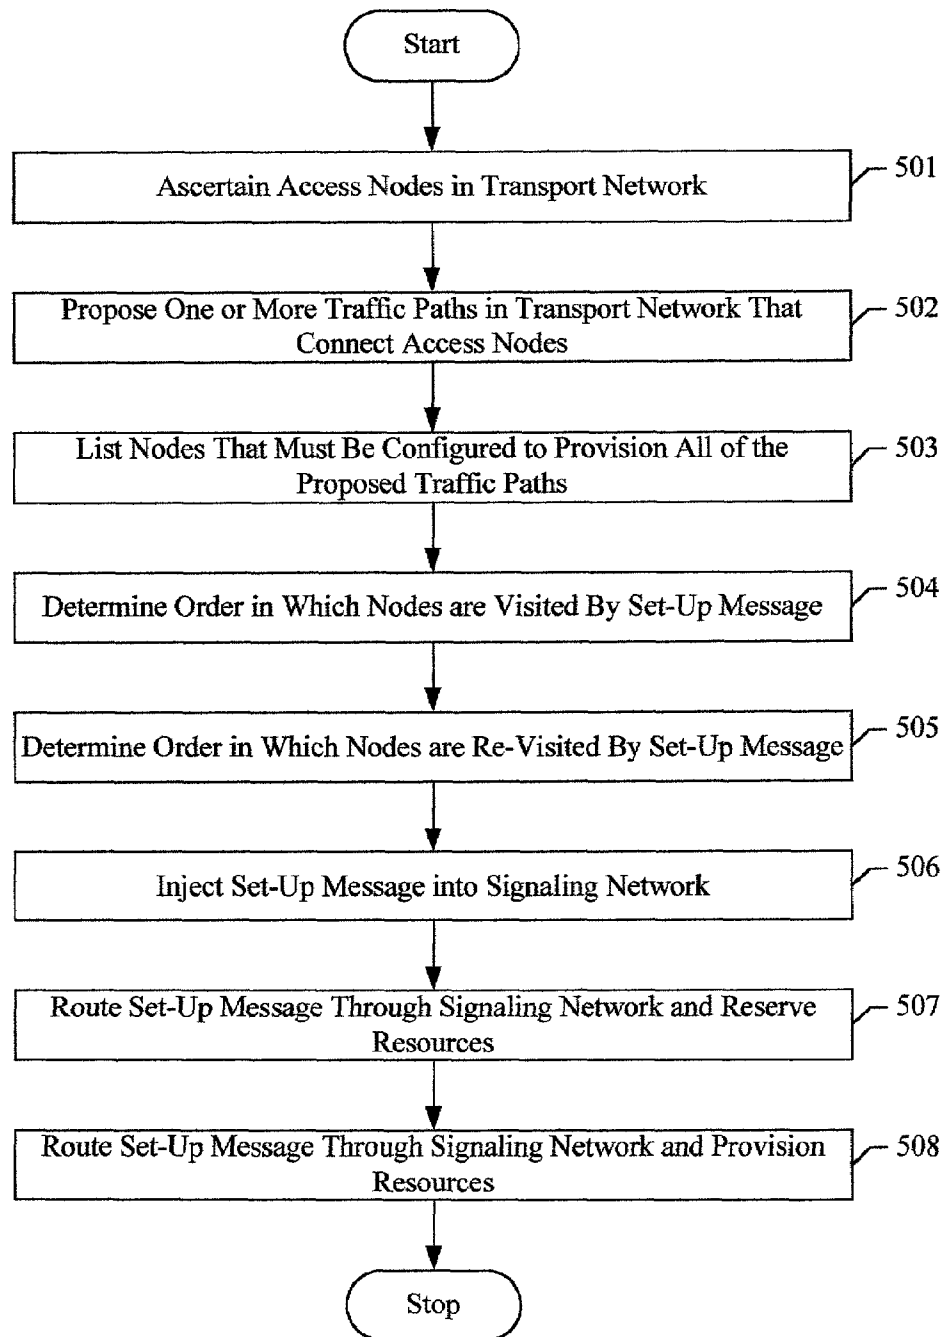 Start
Ascertain Access Nodes in Transport Network
501
Propose One or More Traffic Paths in Transport Network That
Connect Access Nodes
502
List Nodes That Must Be Configured to Provision All of the
Proposed Traffic Paths
503
Determine Order in Which Nodes are Visited By Set-Up Message
504
Determine Order in Which Nodes are Re-Visited By Set-Up Message
505
Inject Set-Up Message into Signaling Network
506
Route Set-Up Message Through Signaling Network and Reserve
Resources
507
Route Set-Up Message Through Signaling Network and Provision
Resources
508
Stop